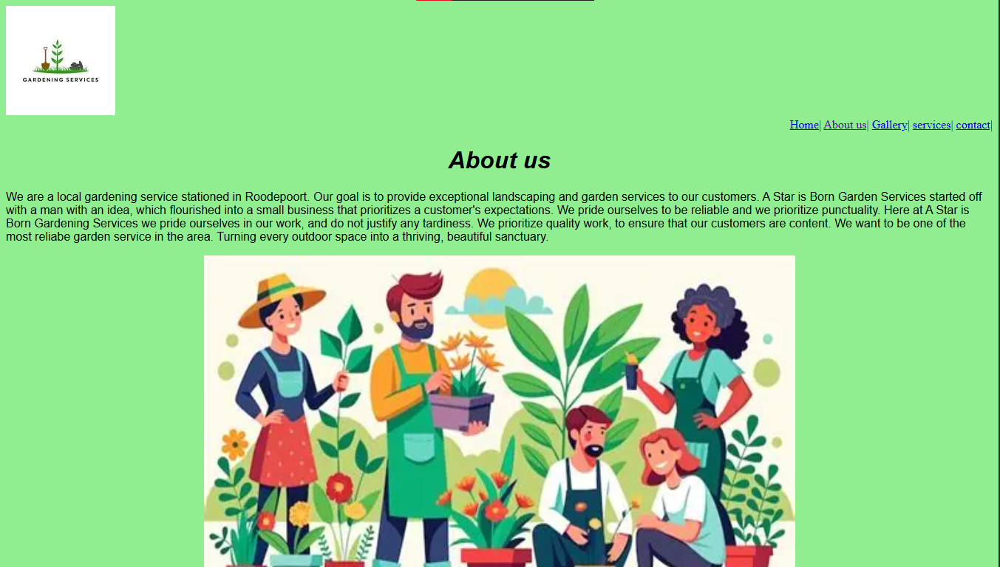 GARDENING SERVICES
Home| About us| Gallery| services| contact|
About us
We are a local gardening service stationed in Roodepoort. Our goal is to provide exceptional landscaping and garden services to our customers. A Star is Born Garden Services started off
with a man with an idea, which flourished into a small business that prioritizes a customer's expectations. We pride ourselves to be reliable and we prioritize punctuality. Here at A Star is
Born Gardening Services we pride ourselves in our work, and do not justify any tardiness. We prioritize quality work, to ensure that our customers are content. We want to be one of the
most reliabe garden service in the area. Turning every outdoor space into a thriving, beautiful sanctuary.